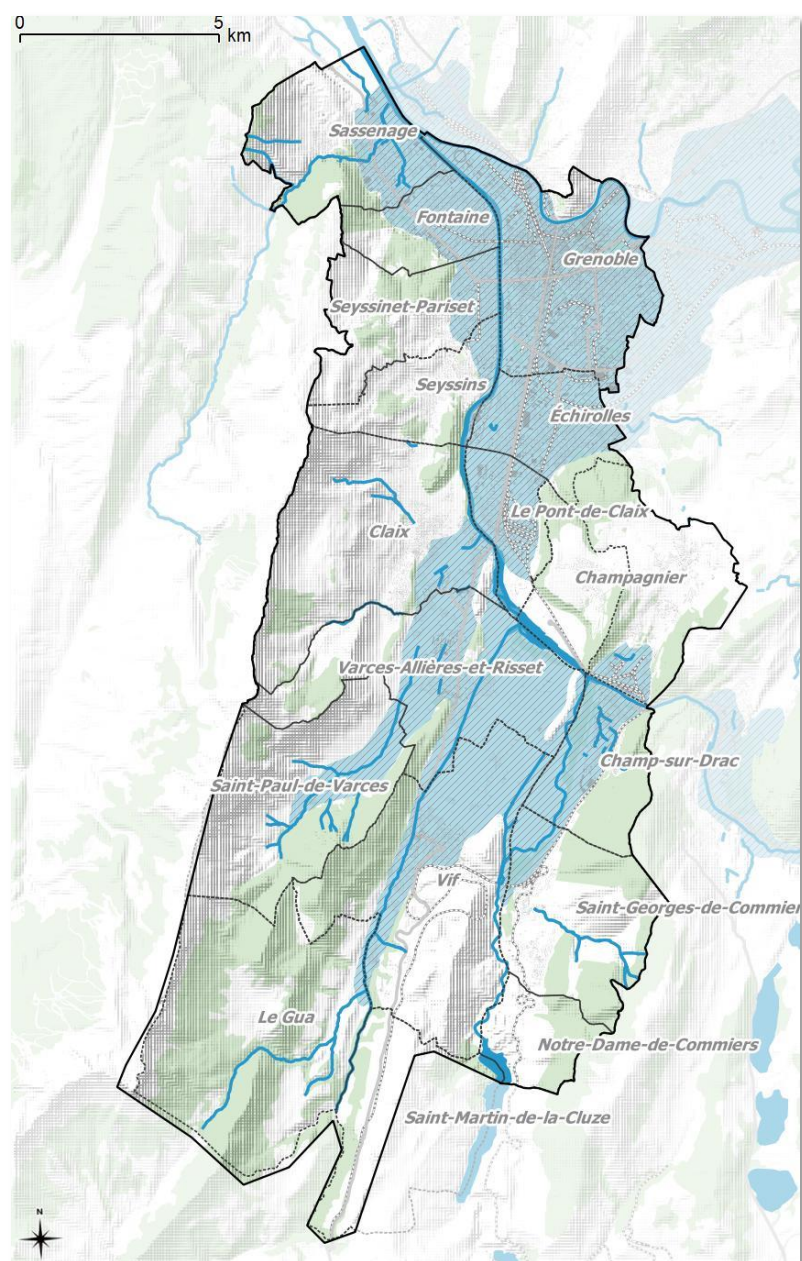 0 5
km
Sassenage
Fontaine
Grenoble
Seyssinet-Pariset
Seyssins
Échirolles
Le Pont-de-Claix
Claix
Champagnier
Varces-Allières-et-Risset
Champ-sur-Drac
Saint-Paul-de-Varces
Vif
Saint-Georges-de-Commier
Le Gua
Notre-Dame-de-Commiers
Saint-Martin-de-la-Cluze
N